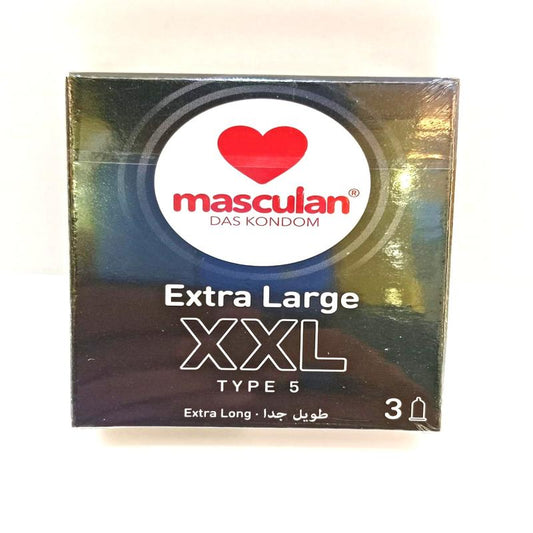 masculan®
DAS KONDOM
Extra Large
XXL
TYPE 5
Extra Long · طويل جدا
3